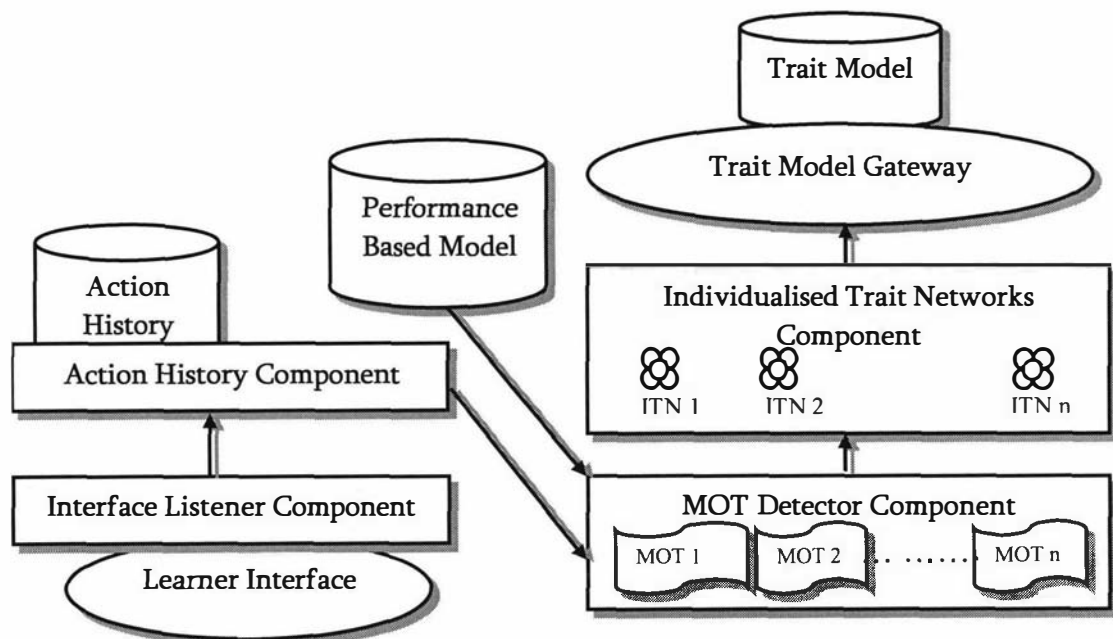 Trait Model
Trait Model Gateway
Performance
Based Model
Action
History
Action History Component
Interface Listener Component
Learner Interface
Individualised Trait Networks
Component
ITN 1 ITN 2 ITN n
MOT Detector Component
MOT 1 MOT 2 ... ....... MOT n